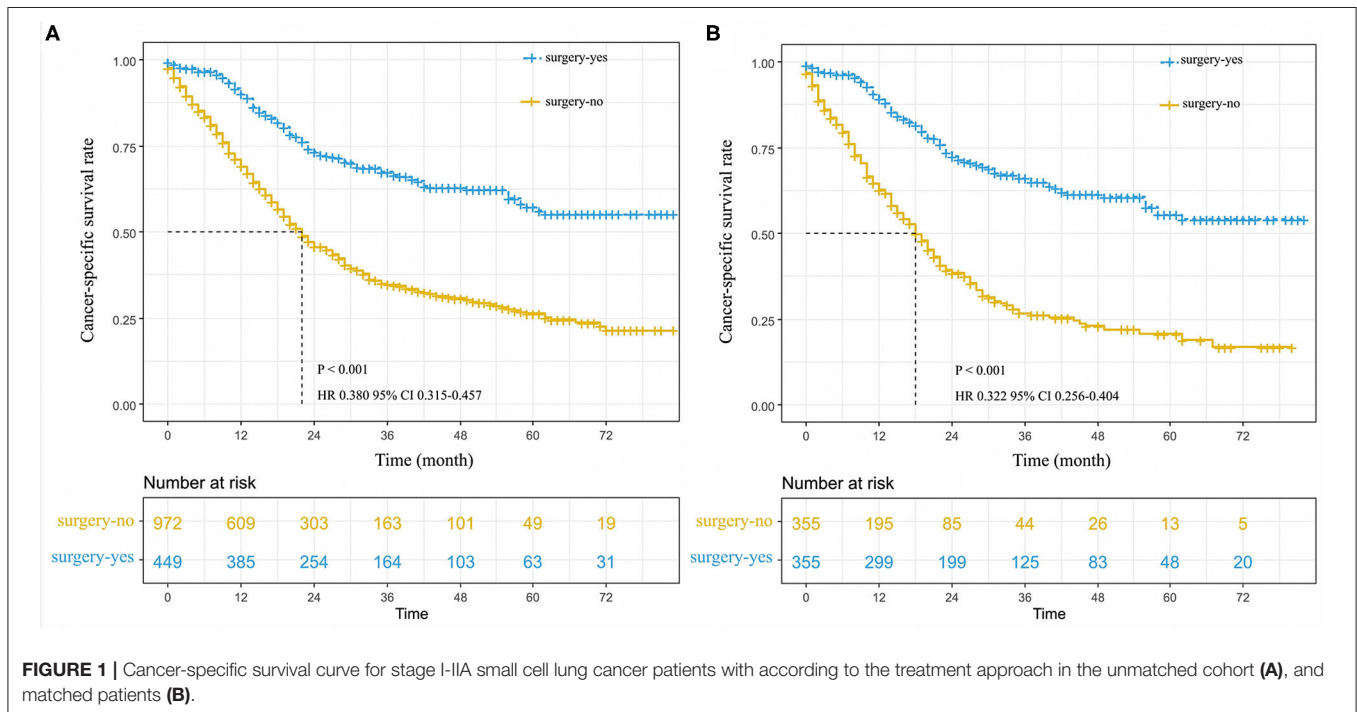 A
1.00
0.75
0.50
0.25
0.00
Cancer-specific survival rate
surgery-yes
surgery-no
P < 0.001
HR 0.380 95% CI 0.315-0.457
0 12 24 36 48 60 72
Time (month)
Number at risk
surgery-no 972 609 303 163 101 49 19
surgery-yes 449 385 254 164 103 63 31
0 12 24 36 48 60 72
Time
B
1.00
0.75
0.50
0.25
0.00
Cancer-specific survival rate
surgery-yes
surgery-no
P < 0.001
HR 0.322 95% CI 0.256-0.404
0 12 24 36 48 60 72
Time (month)
Number at risk
surgery-no 355 195 85 44 26 13 5
surgery-yes 355 299 199 125 83 48 20
0 12 24 36 48 60 72
Time
FIGURE 1 | Cancer-specific survival curve for stage I-IIA small cell lung cancer patients with according to the treatment approach in the unmatched cohort (A), and
matched patients (B).